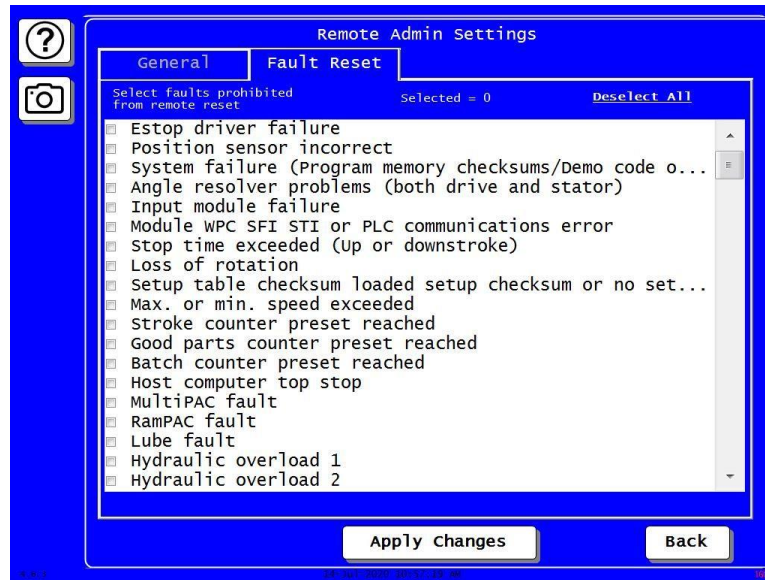 Remote Admin Settings
General
Fault Reset
Select faults prohibited
from remote reset
Selected = 0
Deselect All
Estop driver failure
Position sensor incorrect
System failure (Program memory checksums/Demo code o...
Angle resolver problems (both drive and stator)
Input module failure
Module WPC SFI STI or PLC communications error
Stop time exceeded (Up or downstroke)
Loss of rotation
Setup table checksum loaded setup checksum or no set...
Max. or min. speed exceeded
Stroke counter preset reached
Good parts counter preset reached
Batch counter preset reached
Host computer top stop
MultiPAC fault
RamPAC fault
Lube fault
Hydraulic overload 1
Hydraulic overload 2
Apply Changes
Back